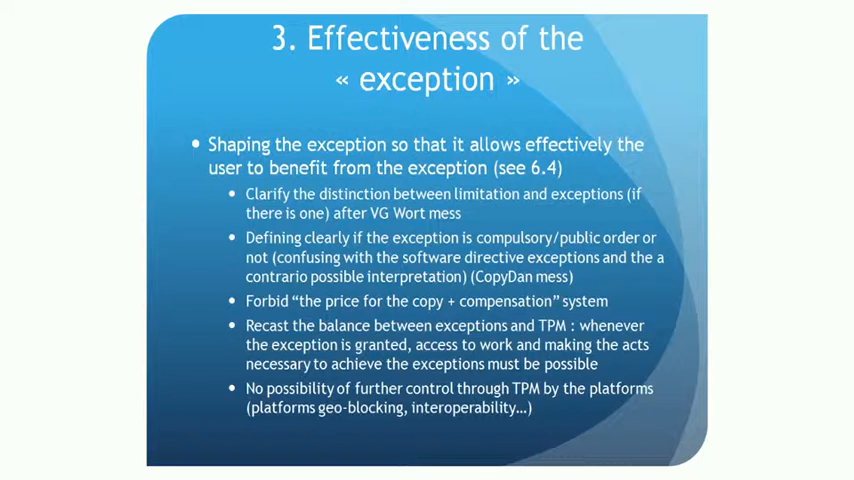 3. Effectiveness of the
« exception »
• Shaping the exception so that it allows effectively the
user to benefit from the exception (see 6.4)
• Clarify the distinction between limitation and exceptions (if
there is one) after VG Wort mess
• Defining clearly if the exception is compulsory/public order or
not (confusing with the software directive exceptions and the a
contrario possible interpretation) (CopyDan mess)
• Forbid “the price for the copy + compensation” system
• Recast the balance between exceptions and TPM : whenever
the exception is granted, access to work and making the acts
necessary to achieve the exceptions must be possible
• No possibility of further control through TPM by the platforms
(platforms geo-blocking, interoperability…)